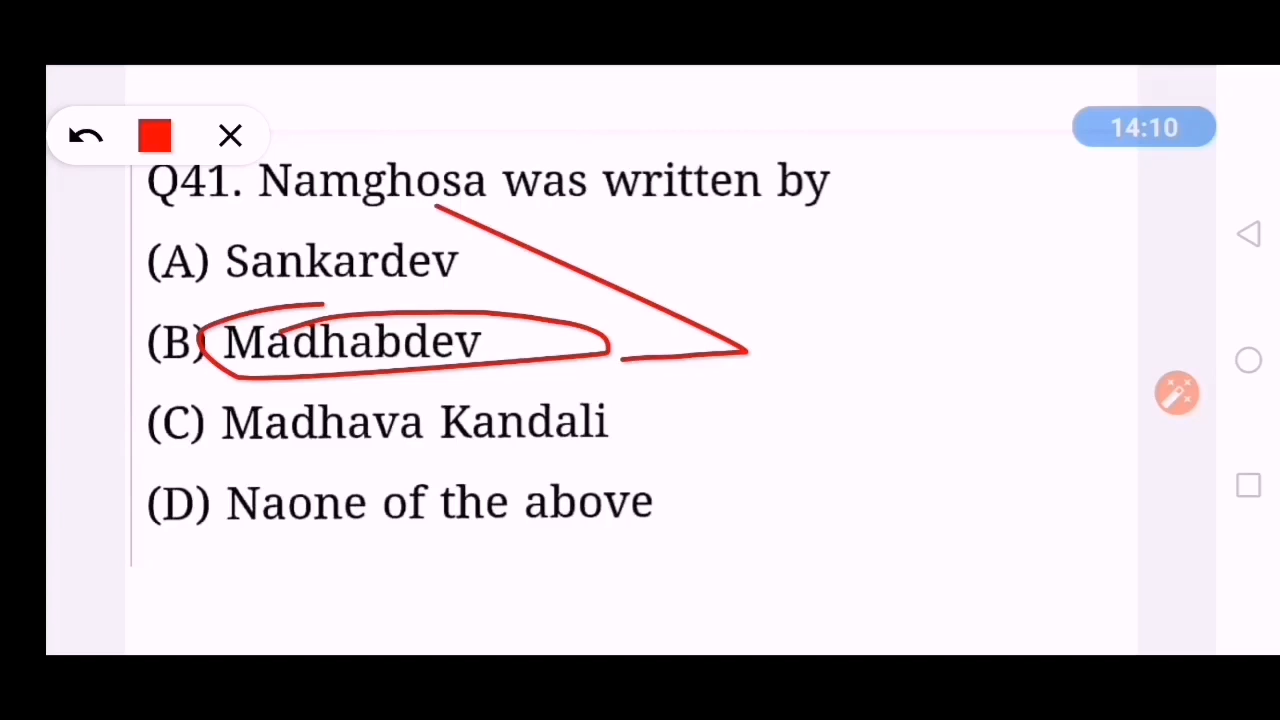 14:10
Q41. Namghosa was written by
(A) Sankardev
(B) Madhabdev
(C) Madhava Kandali
(D) Naone of the above